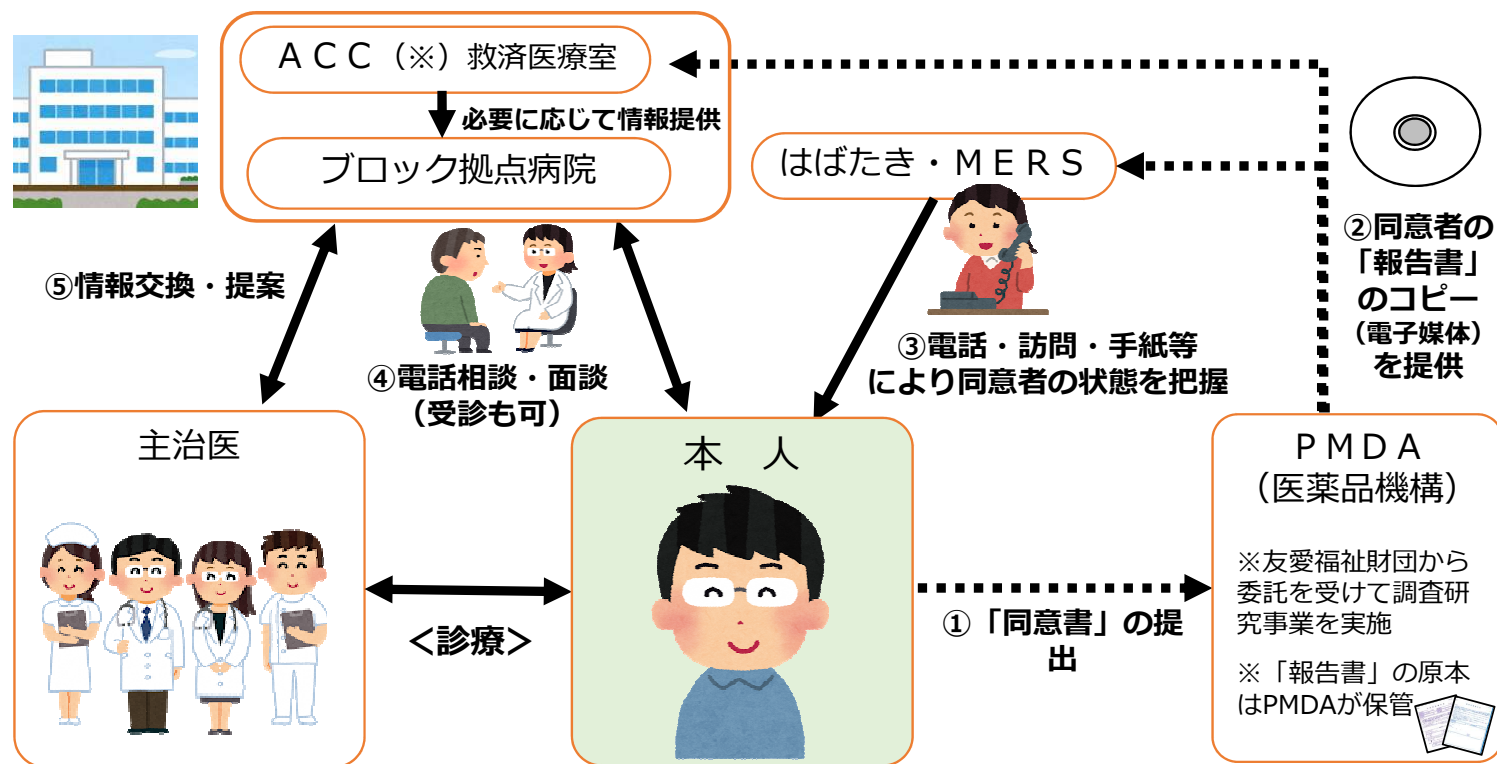 ＡＣＣ（※）救済医療室
必要に応じて情報提供
ブロック拠点病院
はばたき・ＭＥＲＳ
②同意者の
「報告書」
のコピー
（電子媒体）
を提供
⑤情報交換・提案
④電話相談・面談
（受診も可）
③電話・訪問・手紙等
により同意者の状態を把握
主治医
＜診療＞
本　人
①「同意書」の提
出
ＰＭＤＡ
（医薬品機構）
※友愛福祉財団から
委託を受けて調査研
究事業を実施
※「報告書」の原本
はPMDAが保管